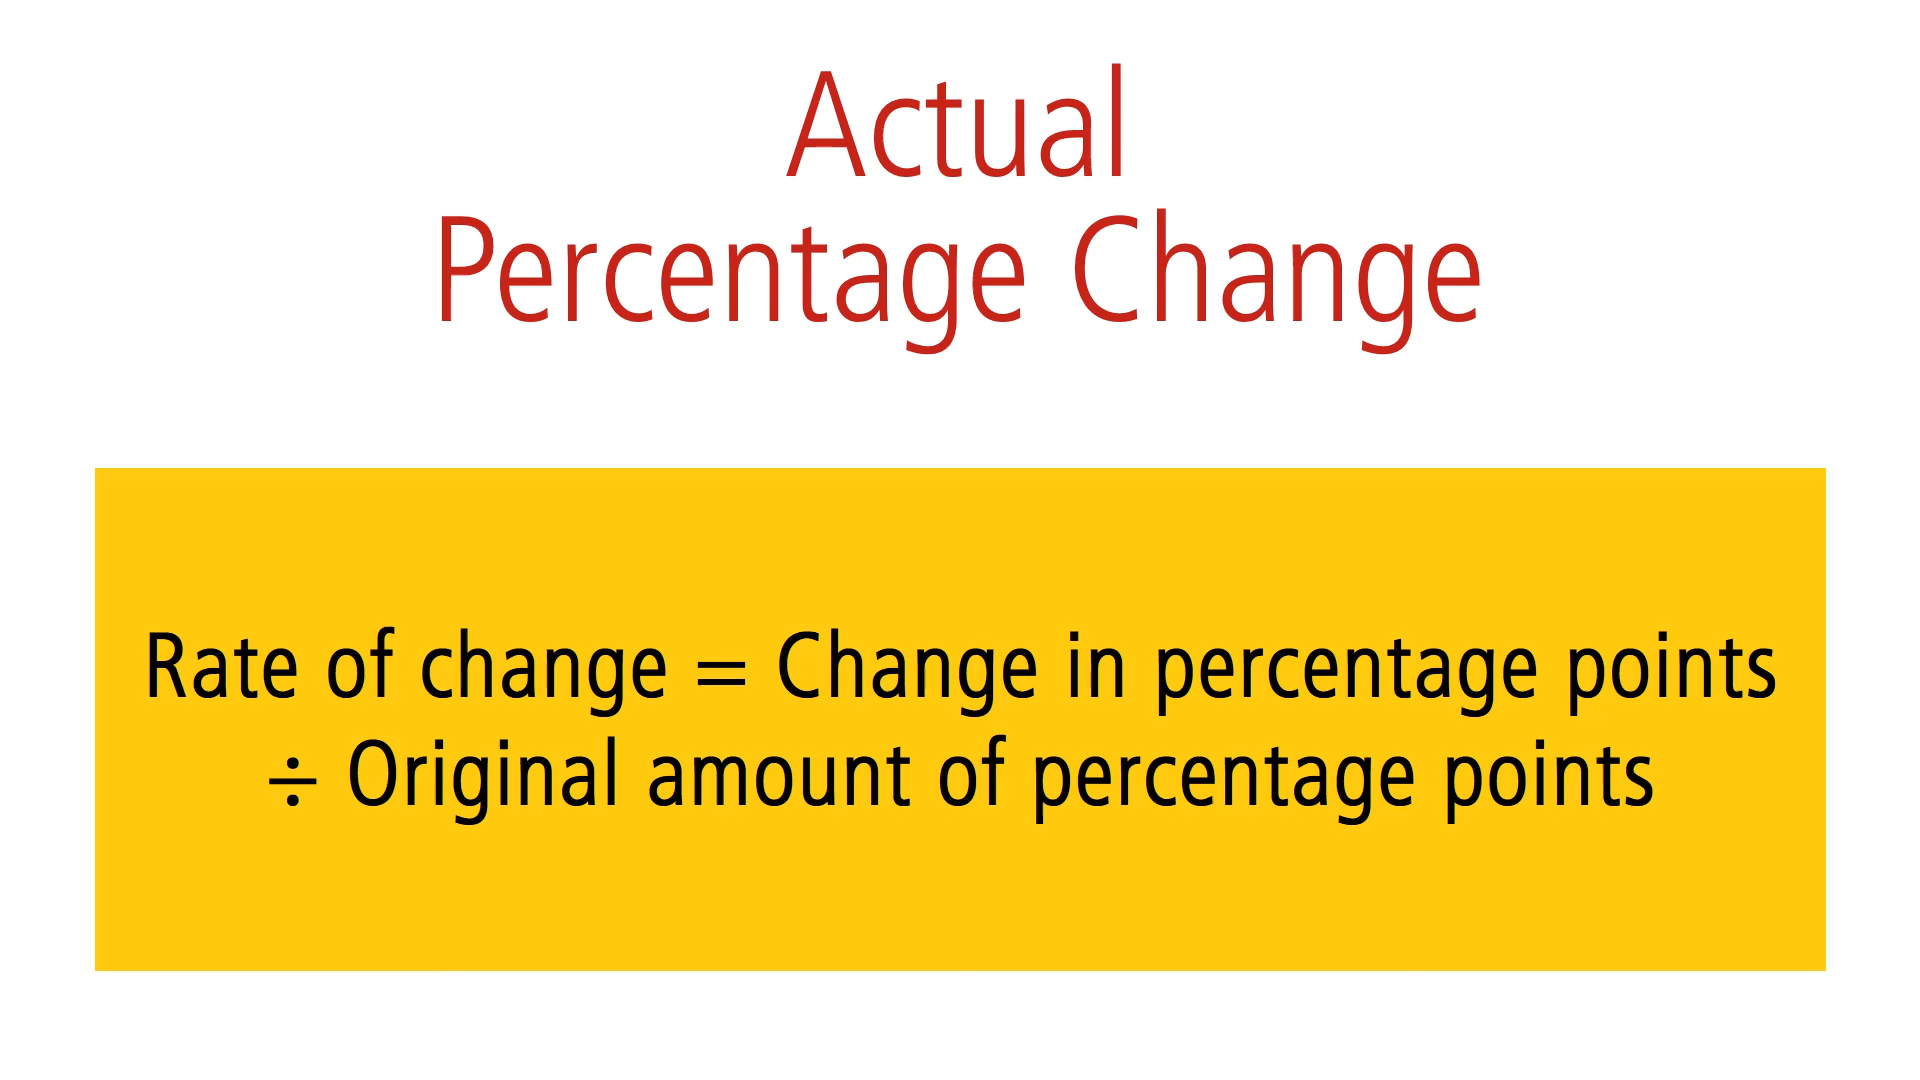 Actual
Percentage Change
Rate of change = Change in percentage points
÷ Original amount of percentage points